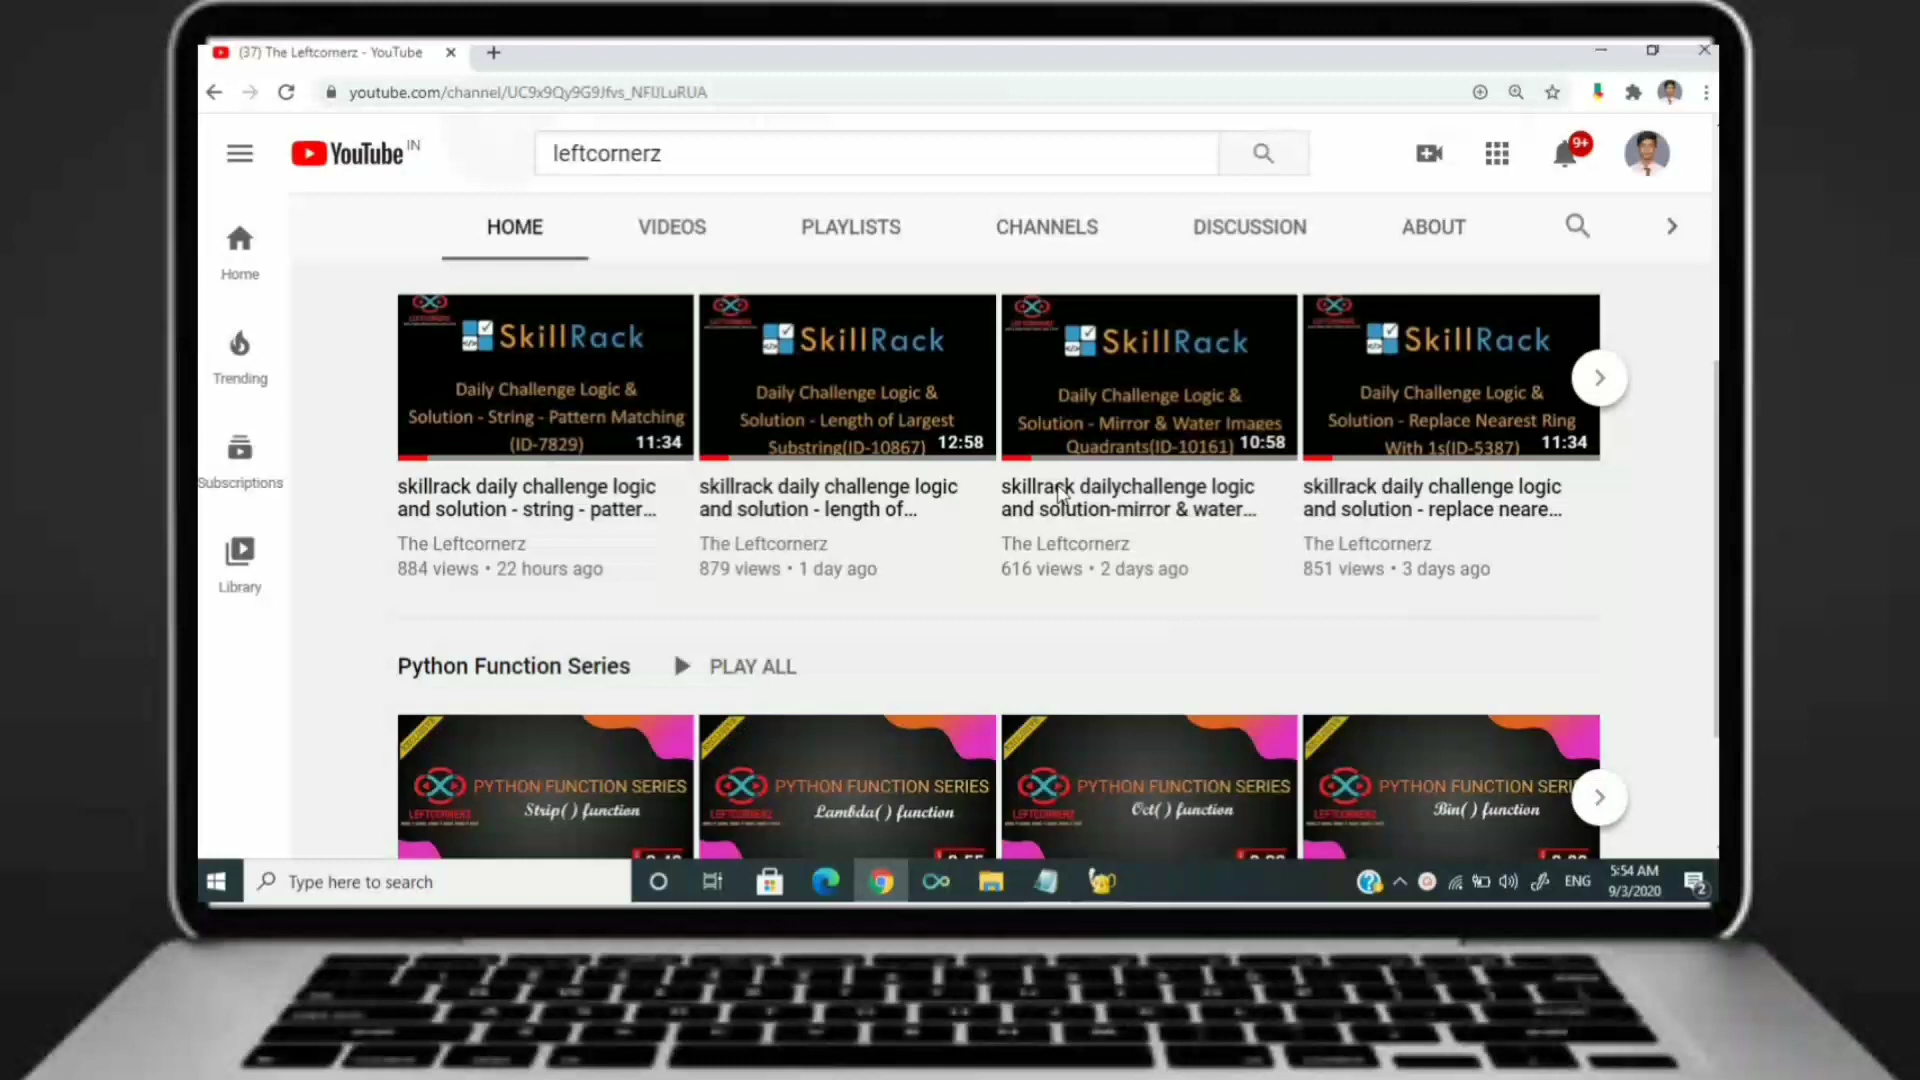 (37) The Leftcornerz - YouTube
youtube.com/channel/UC9x9Qy9G9Jfvs_NFIJLuRUA
YouTube IN
leftcornerz
9+
HOME VIDEOS PLAYLISTS CHANNELS DISCUSSION ABOUT
Home
Trending
Subscriptions
Library
SkillRack
Daily Challenge Logic &
Solution - String - Pattern Matching
(ID-7829)
11:34
SkillRack
Daily Challenge Logic &
Solution - Length of Largest
Substring(ID-10867)
12:58
SkillRack
Daily Challenge Logic &
Solution - Mirror & Water Images
Quadrants(ID-10161)
10:58
SkillRack
Daily Challenge Logic &
Solution - Replace Nearest Ring
With 1s(ID-5387)
11:34
skillrack daily challenge logic
and solution - string - patter...
The Leftcornerz
884 views • 22 hours ago
skillrack daily challenge logic
and solution - length of...
The Leftcornerz
879 views • 1 day ago
skillrack dailychallenge logic
and solution-mirror & water...
The Leftcornerz
616 views • 2 days ago
skillrack daily challenge logic
and solution - replace neare...
The Leftcornerz
851 views • 3 days ago
Python Function Series PLAY ALL
PYTHON FUNCTION SERIES
Strip( ) function
LEFTCORNERZ
PYTHON FUNCTION SERIES
Lambda( ) function
LEFTCORNERZ
PYTHON FUNCTION SERIES
Oct( ) function
LEFTCORNERZ
PYTHON FUNCTION SERI
Bin( ) function
LEFTCORNERZ
Type here to search
ENG
5:54 AM
9/3/2020
2